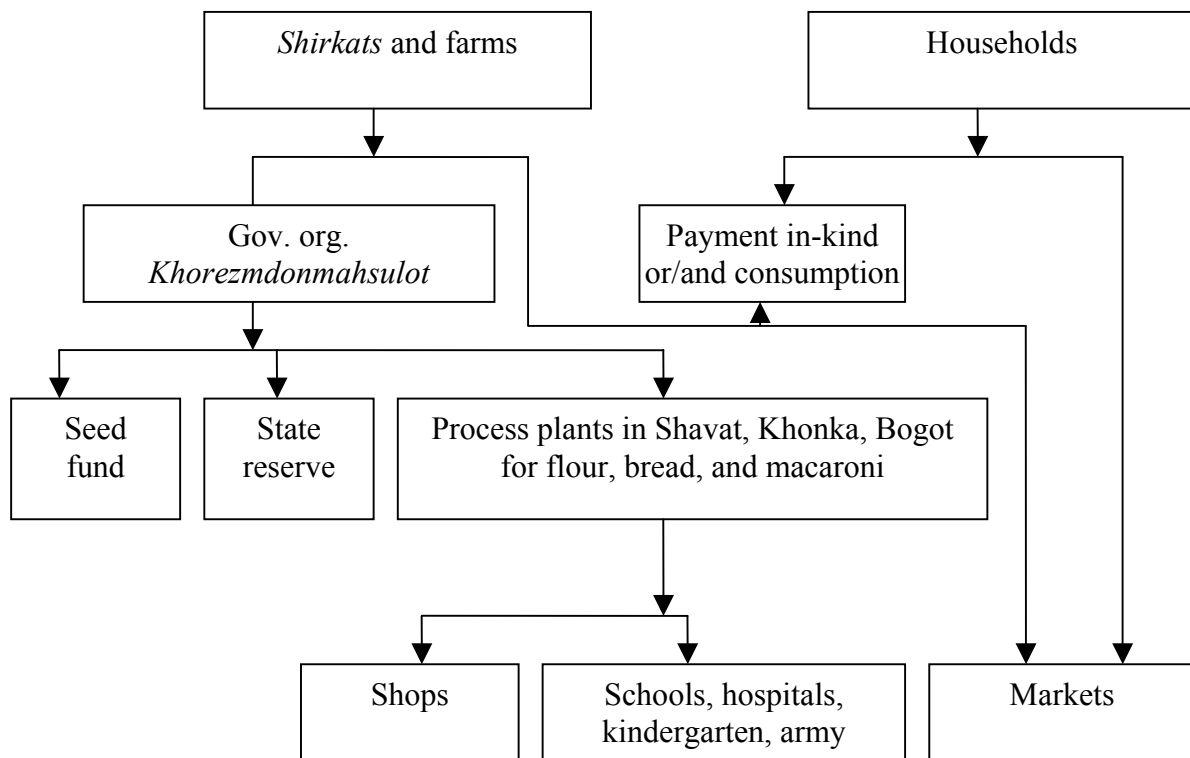 Shirkats and farms
Households
Gov. org.
Khorezmdonmahsulot
Payment in-kind
or/and consumption
Seed
fund
State
reserve
Process plants in Shavat, Khonka, Bogot
for flour, bread, and macaroni
Shops
Schools, hospitals,
kindergarten, army
Markets